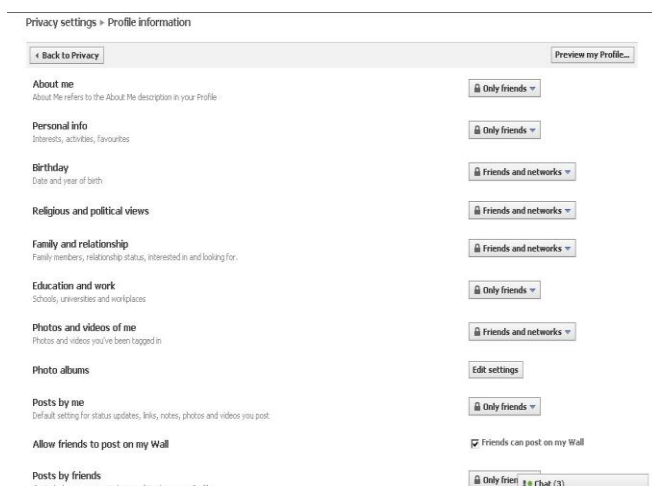 Privacy settings ▸ Profile information
Back to Privacy
Preview my Profile...
About me
Only friends
About Me refers to the About Me description in your Profile
Personal info
Only friends
Interests, activities, favourites
Birthday
Friends and networks
Date and year of birth
Religious and political views
Friends and networks
Family and relationship
Friends and networks
Family members, relationship status, interested in and looking for.
Education and work
Only friends
Schools, universities and workplaces
Photos and videos of me
Friends and networks
Photos and videos you've been tagged in
Photo albums
Edit settings
Posts by me
Only friends
Default setting for status updates, links, notes, photos and videos you post
Allow friends to post on my Wall
Friends can post on my Wall
Posts by friends
Only frien
Chat (3)